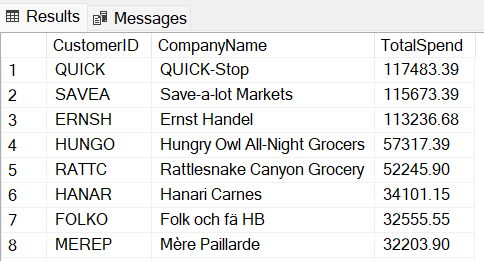 Results Messages
CustomerID CompanyName TotalSpend
1 QUICK QUICK-Stop 117483.39
2 SAVEA Save-a-lot Markets 115673.39
3 ERNSH Ernst Handel 113236.68
4 HUNGO Hungry Owl All-Night Grocers 57317.39
5 RATTC Rattlesnake Canyon Grocery 52245.90
6 HANAR Hanari Carnes 34101.15
7 FOLKO Folk och fä HB 32555.55
8 MEREP Mère Paillarde 32203.90